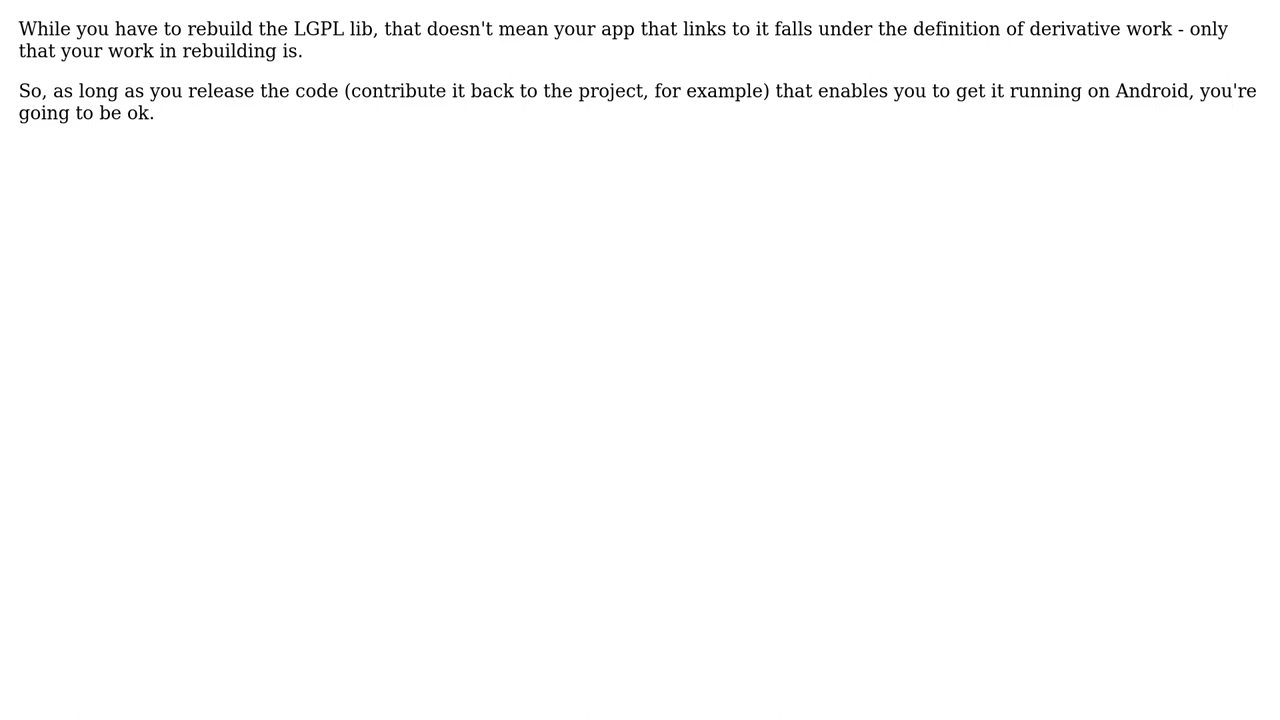 While you have to rebuild the LGPL lib, that doesn't mean your app that links to it falls under the definition of derivative work - only
that your work in rebuilding is.
So, as long as you release the code (contribute it back to the project, for example) that enables you to get it running on Android, you're
going to be ok.